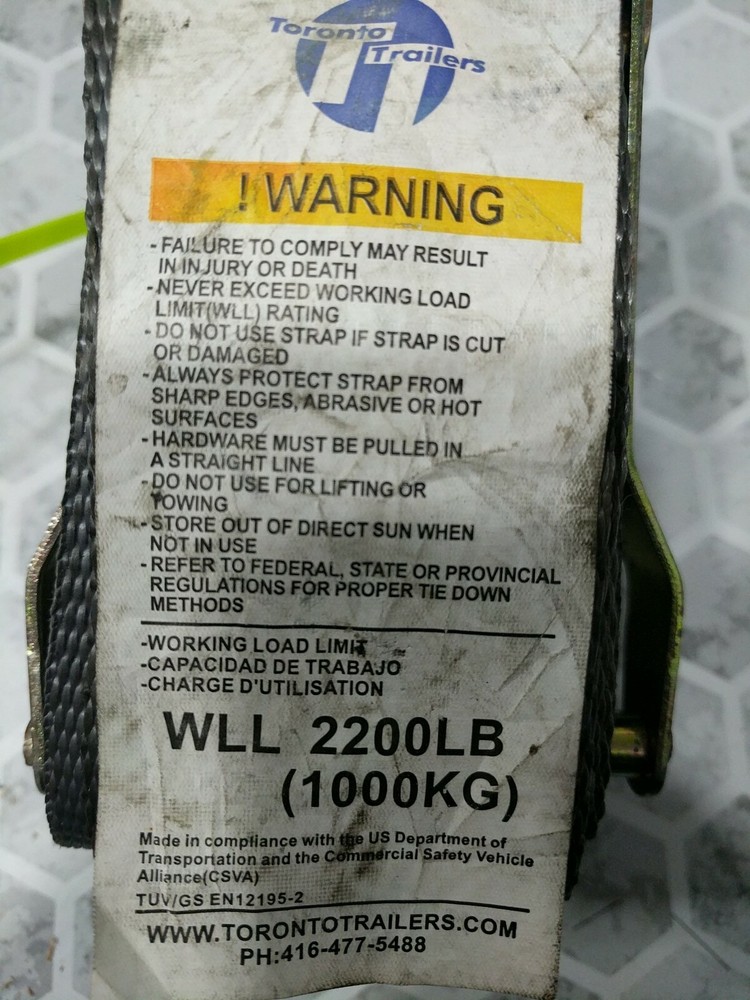 Toronto
Trailers
! WARNING
- FAILURE TO COMPLY MAY RESULT
IN INJURY OR DEATH
- NEVER EXCEED WORKING LOAD
LIMIT(WLL) RATING
- DO NOT USE STRAP IF STRAP IS CUT
OR DAMAGED
- ALWAYS PROTECT STRAP FROM
SHARP EDGES, ABRASIVE OR HOT
SURFACES
- HARDWARE MUST BE PULLED IN
A STRAIGHT LINE
- DO NOT USE FOR LIFTING OR
TOWING
- STORE OUT OF DIRECT SUN WHEN
NOT IN USE
- REFER TO FEDERAL, STATE OR PROVINCIAL
REGULATIONS FOR PROPER TIE DOWN
METHODS
-WORKING LOAD LIMIT
-CAPACIDAD DE TRABAJO
-CHARGE D'UTILISATION
WLL 2200LB
(1000KG)
Made in compliance with the US Department of
Transportation and the Commercial Safety Vehicle
Alliance(CSVA)
TUV/GS EN12195-2
WWW.TORONTOTRAILERS.COM
PH:416-477-5488